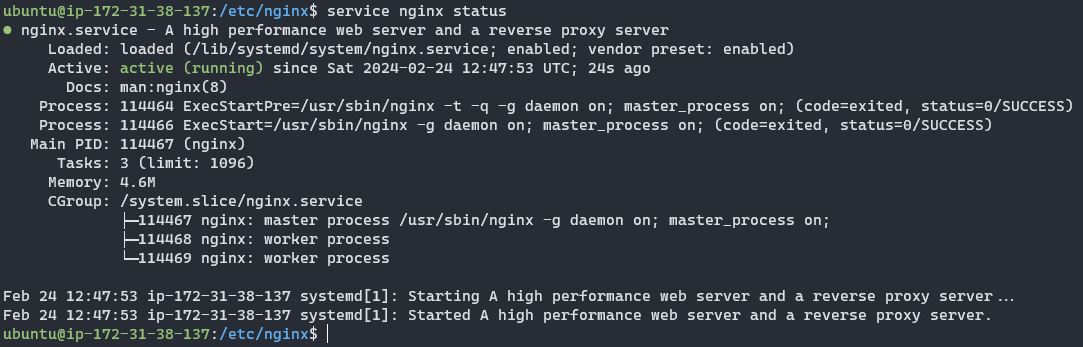 ubuntu@ip-172-31-38-137:/etc/nginx$ service nginx status
● nginx.service - A high performance web server and a reverse proxy server
     Loaded: loaded (/lib/systemd/system/nginx.service; enabled; vendor preset: enabled)
     Active: active (running) since Sat 2024-02-24 12:47:53 UTC; 24s ago
       Docs: man:nginx(8)
    Process: 114464 ExecStartPre=/usr/sbin/nginx -t -q -g daemon on; master_process on; (code=exited, status=0/SUCCESS)
    Process: 114466 ExecStart=/usr/sbin/nginx -g daemon on; master_process on; (code=exited, status=0/SUCCESS)
   Main PID: 114467 (nginx)
      Tasks: 3 (limit: 1096)
     Memory: 4.6M
     CGroup: /system.slice/nginx.service
             ├─114467 nginx: master process /usr/sbin/nginx -g daemon on; master_process on;
             ├─114468 nginx: worker process
             └─114469 nginx: worker process

Feb 24 12:47:53 ip-172-31-38-137 systemd[1]: Starting A high performance web server and a reverse proxy server...
Feb 24 12:47:53 ip-172-31-38-137 systemd[1]: Started A high performance web server and a reverse proxy server.
ubuntu@ip-172-31-38-137:/etc/nginx$